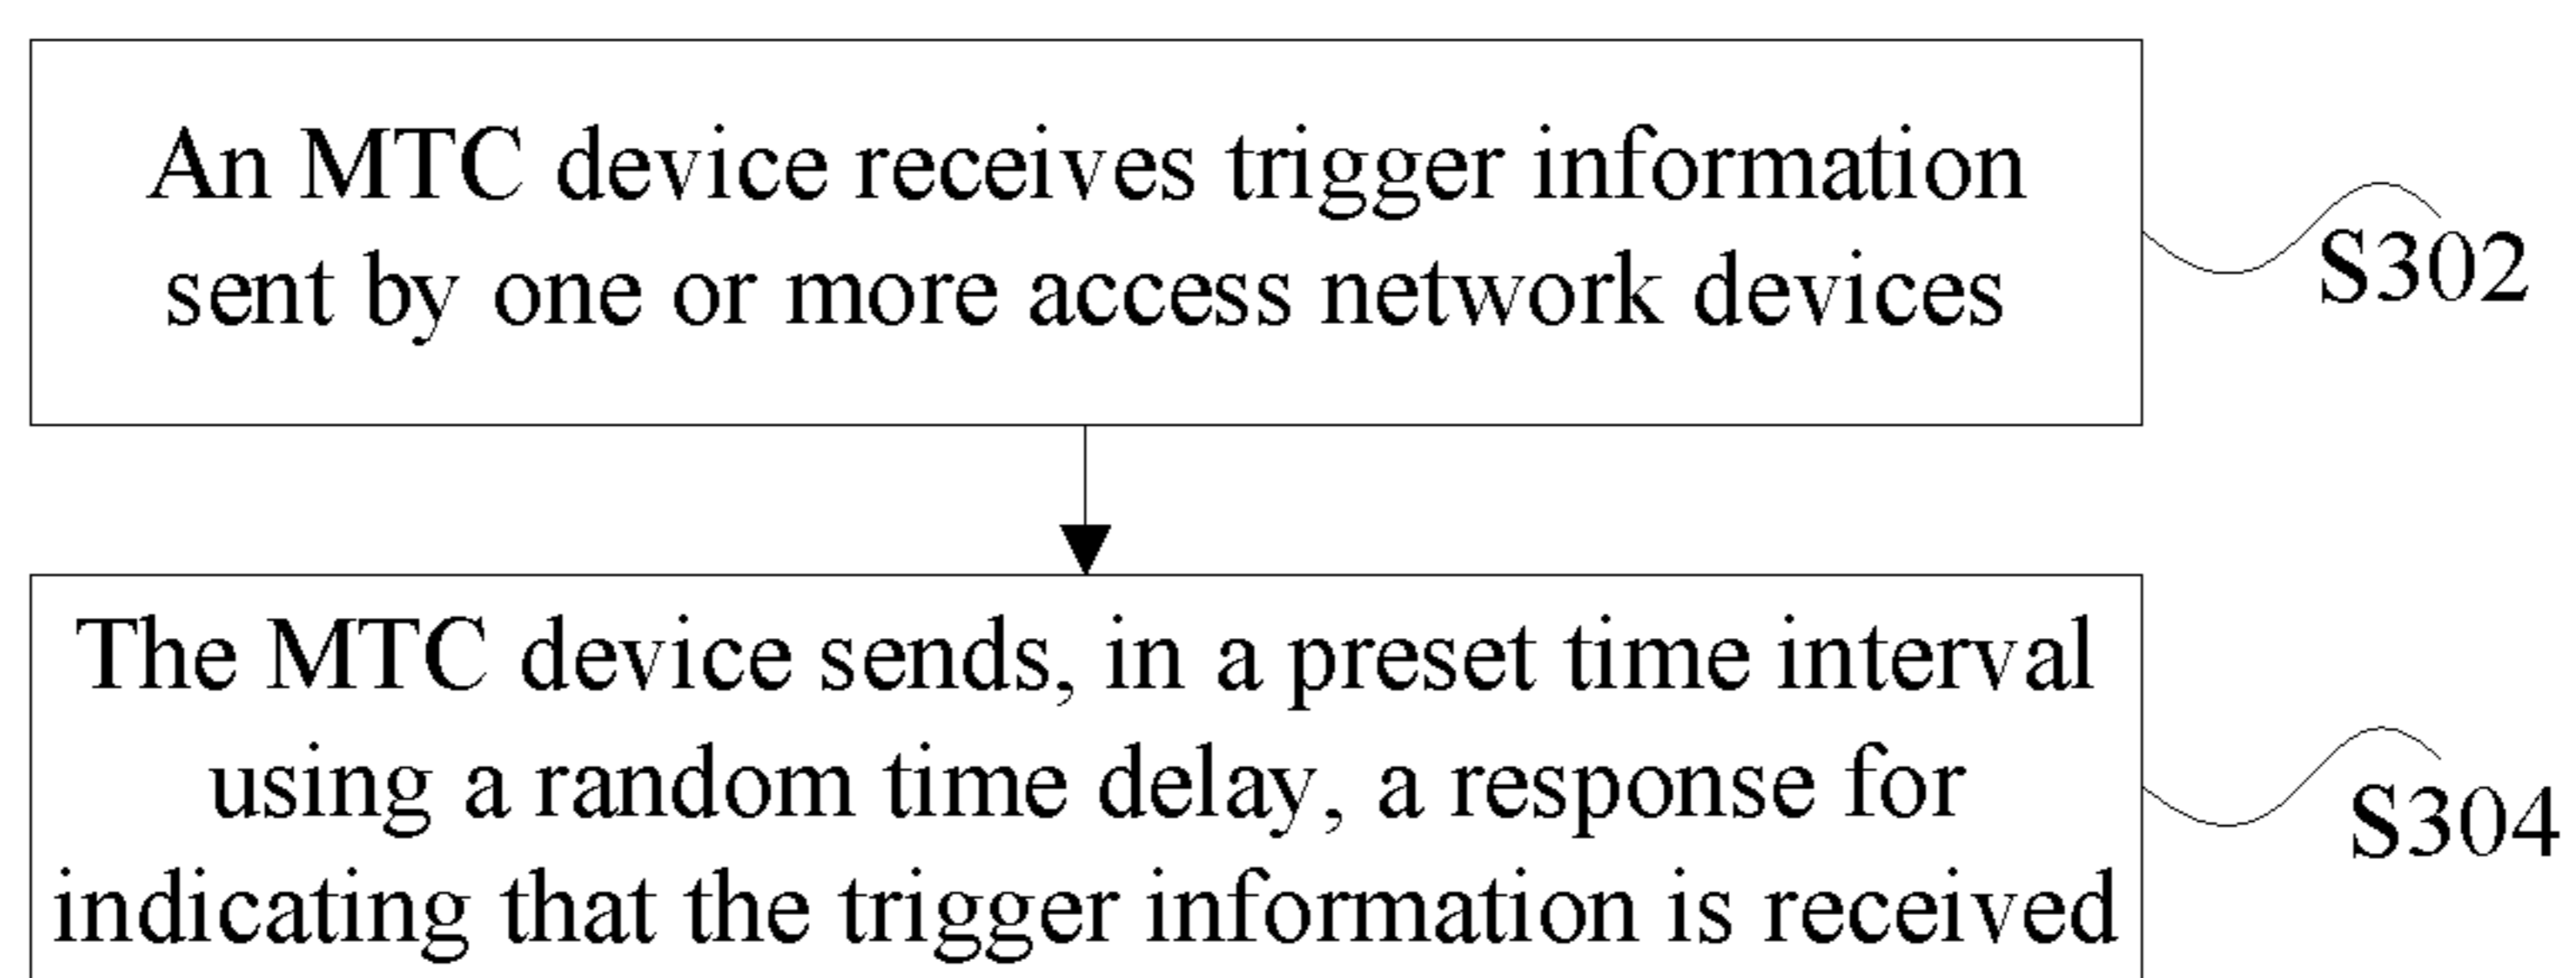 An MTC device receives trigger information
sent by one or more access network devices
S302
The MTC device sends, in a preset time interval
using a random time delay, a response for
indicating that the trigger information is received
S304